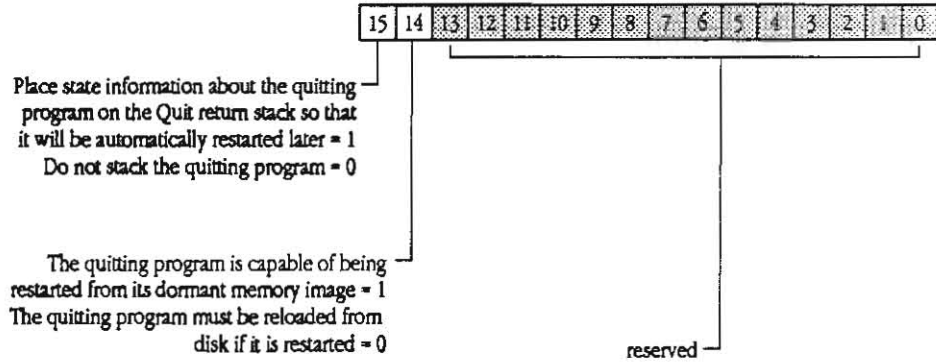 15 14 13 12 11 10 9 8 7 6 5 4 3 2 1 0
Place state information about the quitting
program on the Quit return stack so that
it will be automatically restarted later = 1
Do not stack the quitting program = 0
The quitting program is capable of being
restarted from its dormant memory image = 1
The quitting program must be reloaded from
disk if it is restarted = 0
reserved